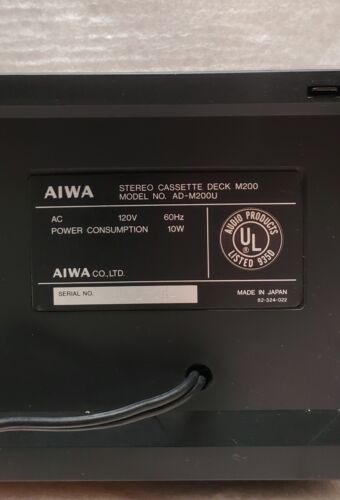 AIWA
STEREO CASSETTE DECK M200
MODEL NO. AD-M200U
AC 120V 60Hz
POWER CONSUMPTION 10W
AUDIO PRODUCTS
UL
®
LISTED 935D
AIWA CO.,LTD.
SERIAL NO.
MADE IN JAPAN
82-324-022